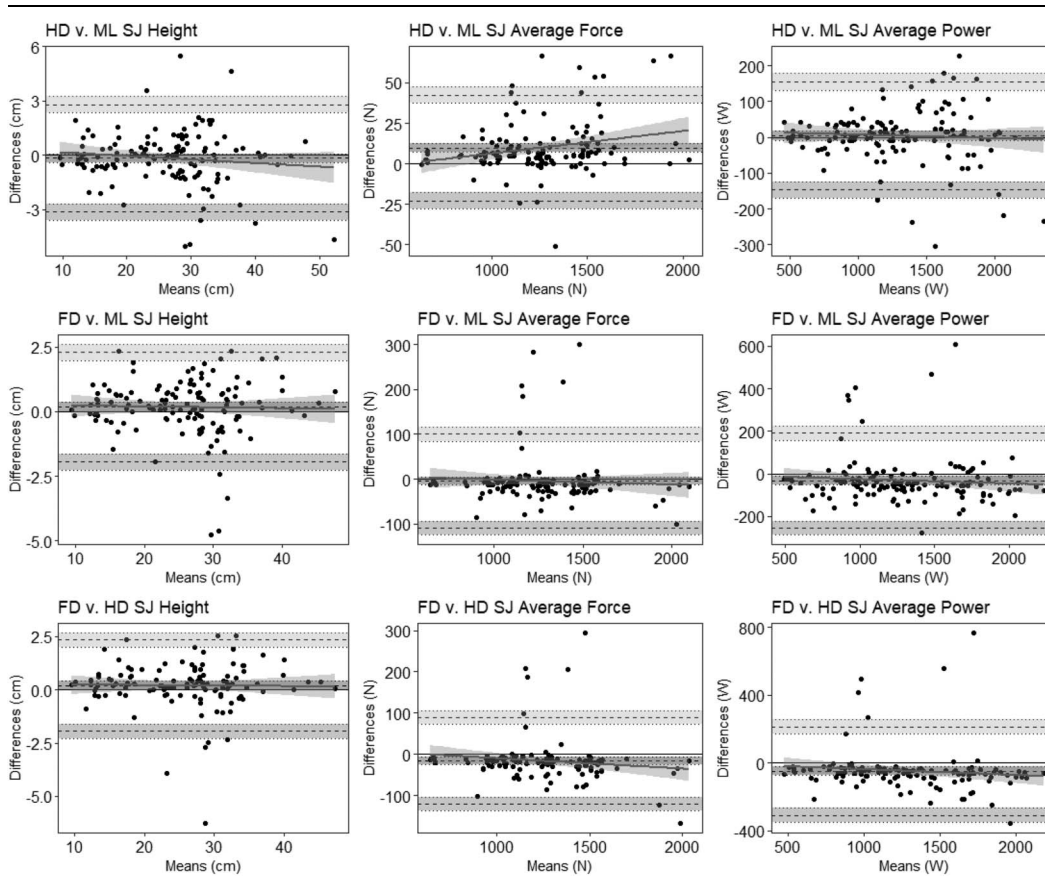 HD v. ML SJ Height
6
3
0
-3
Differences (cm)
10 20 30 40 50
Means (cm)
HD v. ML SJ Average Force
50
25
0
-25
-50
Differences (N)
1000 1500 2000
Means (N)
HD v. ML SJ Average Power
200
100
0
-100
-200
-300
Differences (W)
500 1000 1500 2000
Means (W)
FD v. ML SJ Height
2.5
0.0
-2.5
-5.0
Differences (cm)
10 20 30 40
Means (cm)
FD v. ML SJ Average Force
300
200
100
0
-100
Differences (N)
1000 1500 2000
Means (N)
FD v. ML SJ Average Power
600
400
200
0
-200
Differences (W)
500 1000 1500 2000
Means (W)
FD v. HD SJ Height
2.5
0.0
-2.5
-5.0
Differences (cm)
10 20 30 40
Means (cm)
FD v. HD SJ Average Force
300
200
100
0
-100
Differences (N)
1000 1500 2000
Means (N)
FD v. HD SJ Average Power
800
400
0
-400
Differences (W)
500 1000 1500 2000
Means (W)